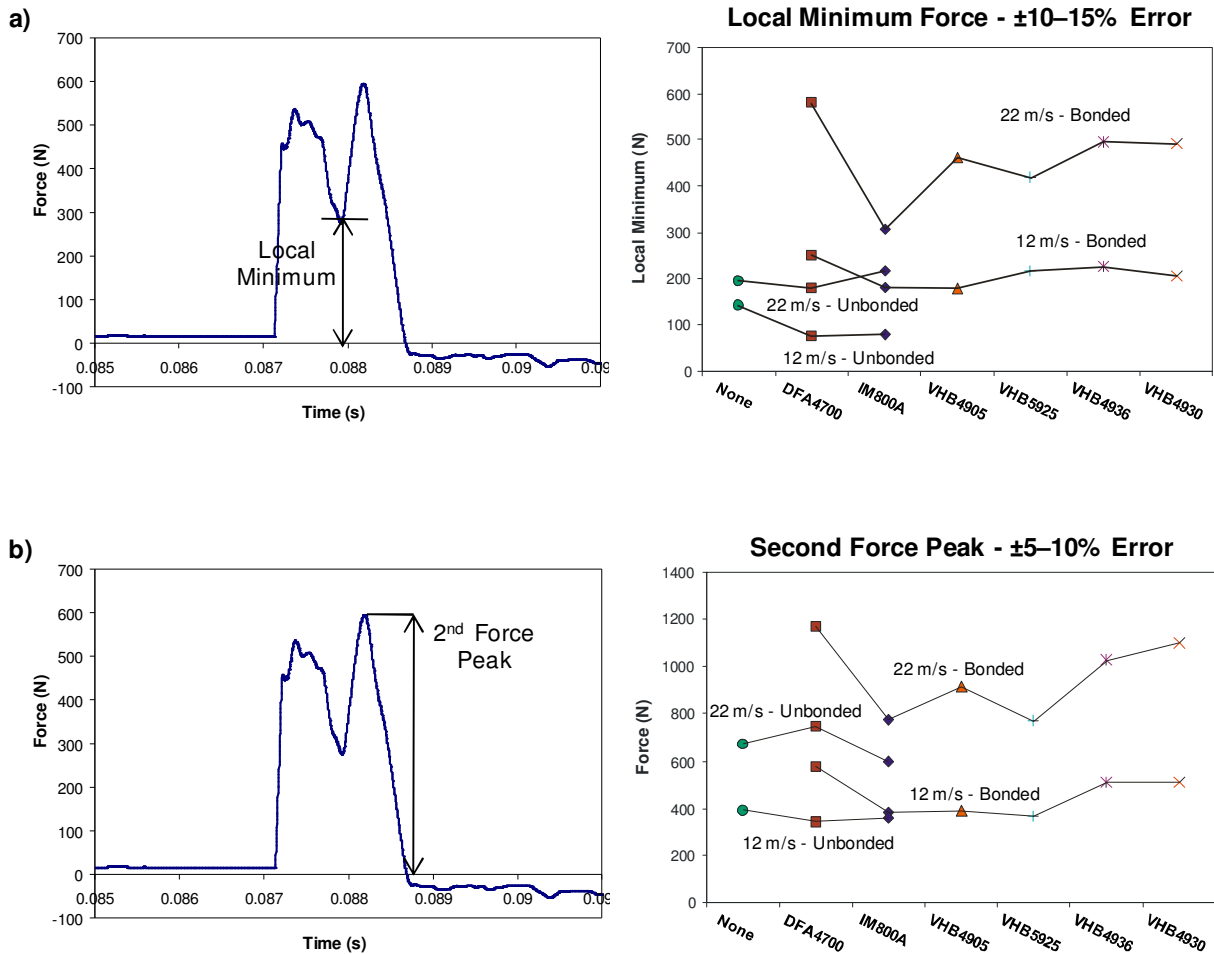 a)
700
600
500
400
300
200
100
0
-100
Force (N)
Local
Minimum
0.085
0.086
0.087
0.088
0.089
0.09
0.09
Time (s)
Local Minimum Force - ±10–15% Error
700
600
500
400
300
200
100
0
Local Minimum (N)
22 m/s - Bonded
12 m/s - Bonded
22 m/s - Unbonded
12 m/s - Unbonded
None
DFA4700
IM800A
VHB4905
VHB5925
VHB4936
VHB4930
b)
700
600
500
400
300
200
100
0
-100
Force (N)
2nd Force
Peak
0.085
0.086
0.087
0.088
0.089
0.09
0.09
Time (s)
Second Force Peak - ±5–10% Error
1400
1200
1000
800
600
400
200
0
Force (N)
22 m/s - Bonded
22 m/s - Unbonded
12 m/s - Bonded
12 m/s - Unbonded
None
DFA4700
IM800A
VHB4905
VHB5925
VHB4936
VHB4930